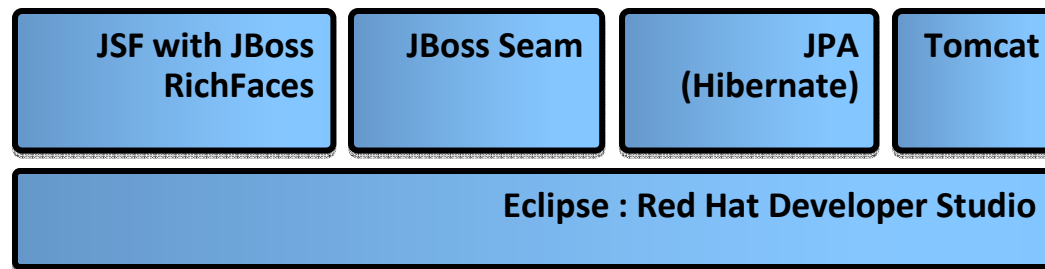 JSF with JBoss
RichFaces
JBoss Seam
JPA
(Hibernate)
Tomcat
Eclipse : Red Hat Developer Studio